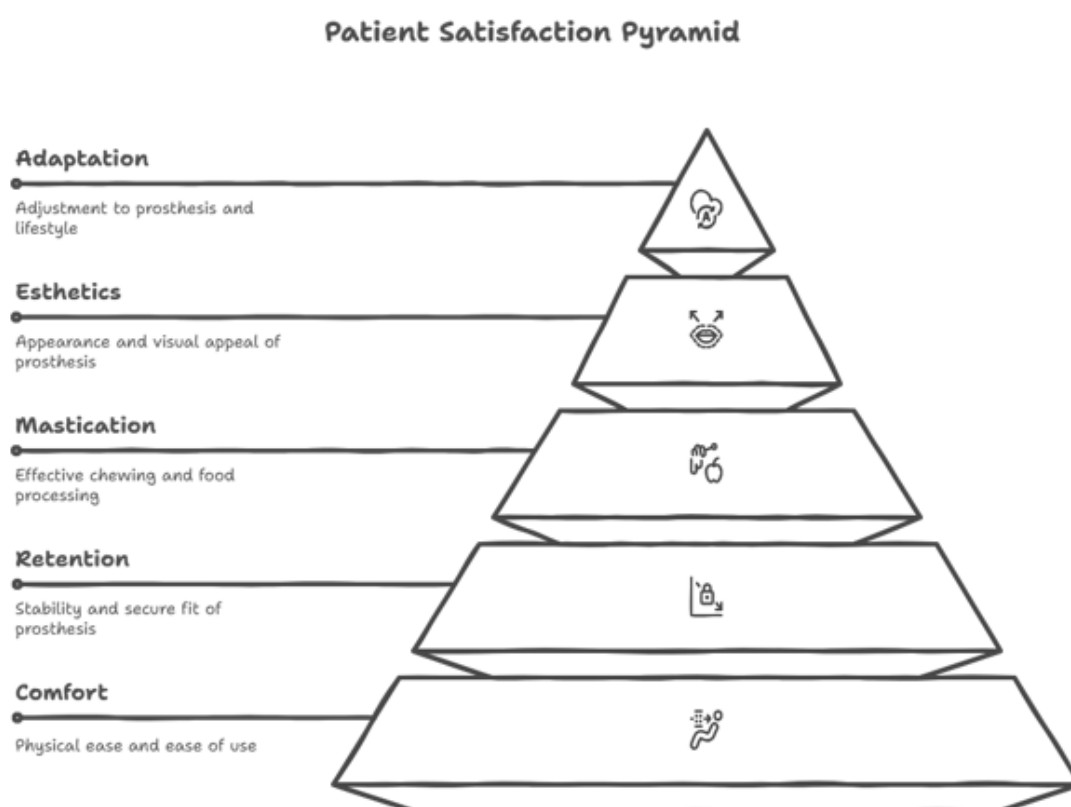 Patient Satisfaction Pyramid
Adaptation
Adjustment to prosthesis and
lifestyle
A
Esthetics
Appearance and visual appeal of
prosthesis
Mastication
Effective chewing and food
processing
Retention
Stability and secure fit of
prosthesis
Comfort
Physical ease and ease of use